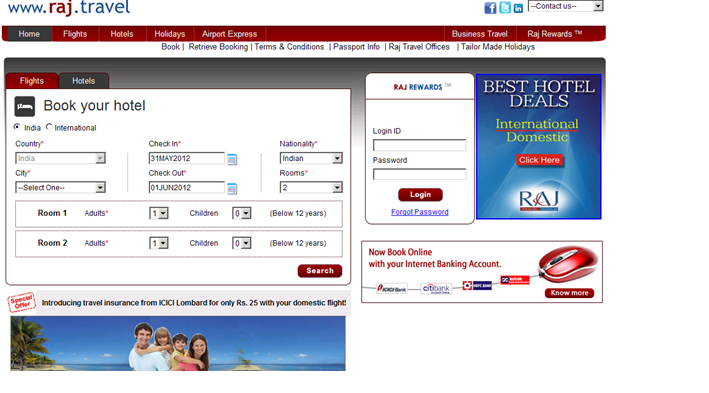 www.raj.travel
--Contact us--
Home Flights Hotels Holidays Airport Express Business Travel Raj Rewards ™
Book | Retrieve Booking | Terms & Conditions | Passport Info | Raj Travel Offices | Tailor Made Holidays
Flights Hotels
Book your hotel
India International
Country* Check In* Nationality*
India 31MAY2012 Indian
City* Check Out* Rooms*
--Select One-- 01JUN2012 2
Room 1 Adults* 1 Children 0 (Below 12 years)
Room 2 Adults* 1 Children 0 (Below 12 years)
Search
RAJ REWARDS ™
Login ID
Password
Login
Forgot Password
BEST HOTEL
DEALS
International
Domestic
Click Here
RAJ
Now Book Online
with your Internet Banking Account.
ICICI Bank citibank HDFC BANK kotak
Know more
Special
Offer
Introducing travel insurance from ICICI Lombard for only Rs. 25 with your domestic flight!